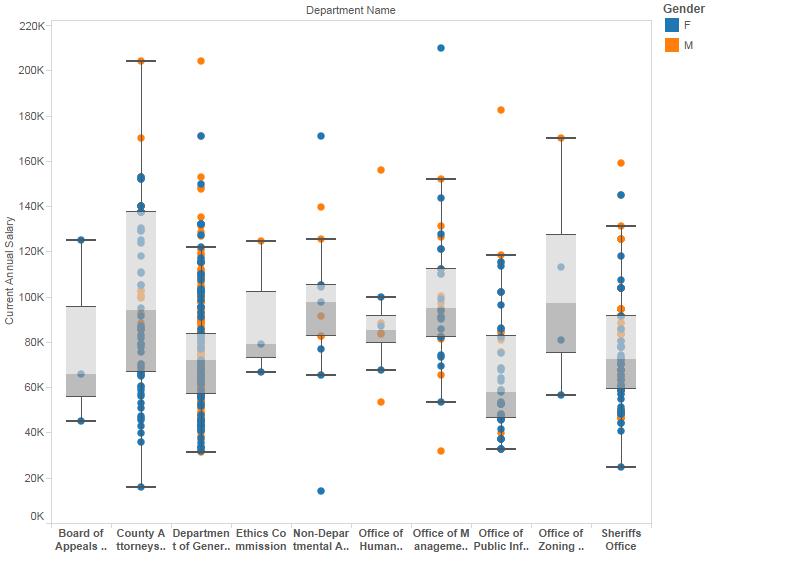 Department Name
Gender
F
M
Current Annual Salary
220K
200K
180K
160K
140K
120K
100K
80K
60K
40K
20K
0K
Board of
Appeals ..
County A
ttorneys..
Departmen
t of Gener..
Ethics Co
mmission
Non-Depar
tmental A..
Office of
Human..
Office of M
anageme..
Office of
Public Inf..
Office of
Zoning ..
Sheriffs
Office